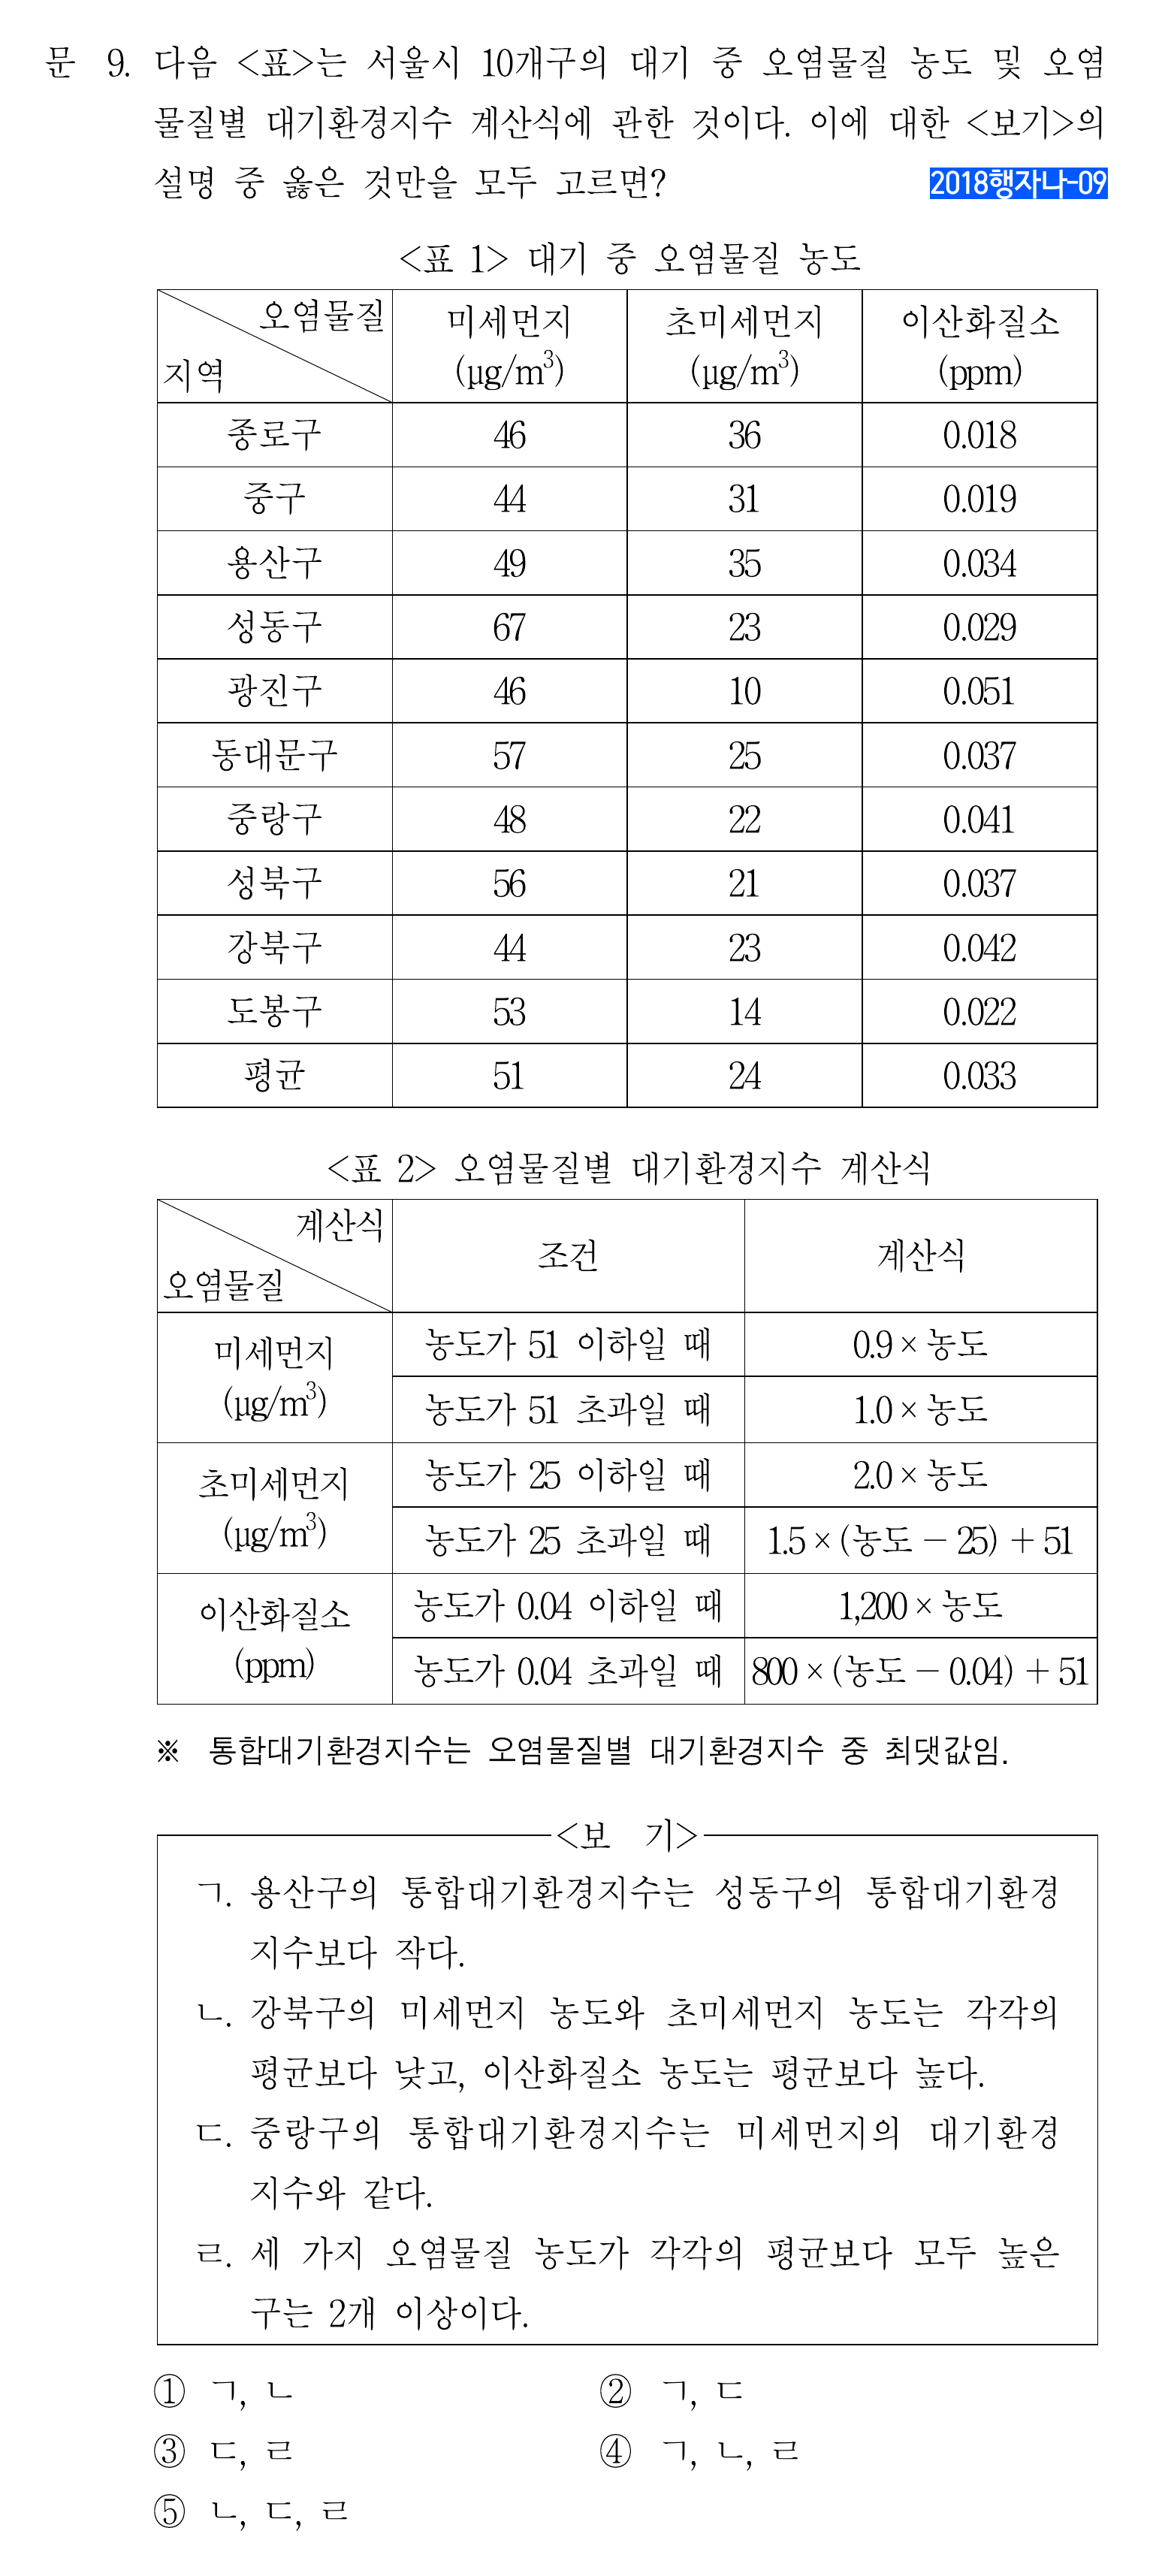 문 9. 다음 <표>는 서울시 10개구의 대기 중 오염물질 농도 및 오염
물질별 대기환경지수 계산식에 관한 것이다. 이에 대한 <보기>의
설명 중 옳은 것만을 모두 고르면? 2018행자나-09
<표 1> 대기 중 오염물질 농도
오염물질 지역 미세먼지 (µg/m³) 초미세먼지 (µg/m³) 이산화질소 (ppm)
종로구 46 36 0.018
중구 44 31 0.019
용산구 49 35 0.034
성동구 67 23 0.029
광진구 46 10 0.051
동대문구 57 25 0.037
중랑구 48 22 0.041
성북구 56 21 0.037
강북구 44 23 0.042
도봉구 53 14 0.022
평균 51 24 0.033
<표 2> 오염물질별 대기환경지수 계산식
계산식 오염물질 조건 계산식
미세먼지 (µg/m³) 농도가 51 이하일 때 0.9 × 농도
농도가 51 초과일 때 1.0 × 농도
초미세먼지 (µg/m³) 농도가 25 이하일 때 2.0 × 농도
농도가 25 초과일 때 1.5 × (농도 − 25) + 51
이산화질소 (ppm) 농도가 0.04 이하일 때 1,200 × 농도
농도가 0.04 초과일 때 800 × (농도 − 0.04) + 51
※ 통합대기환경지수는 오염물질별 대기환경지수 중 최댓값임.
<보 기>
ㄱ. 용산구의 통합대기환경지수는 성동구의 통합대기환경
지수보다 작다.
ㄴ. 강북구의 미세먼지 농도와 초미세먼지 농도는 각각의
평균보다 낮고, 이산화질소 농도는 평균보다 높다.
ㄷ. 중랑구의 통합대기환경지수는 미세먼지의 대기환경
지수와 같다.
ㄹ. 세 가지 오염물질 농도가 각각의 평균보다 모두 높은
구는 2개 이상이다.
① ㄱ, ㄴ ② ㄱ, ㄷ
③ ㄷ, ㄹ ④ ㄱ, ㄴ, ㄹ
⑤ ㄴ, ㄷ, ㄹ